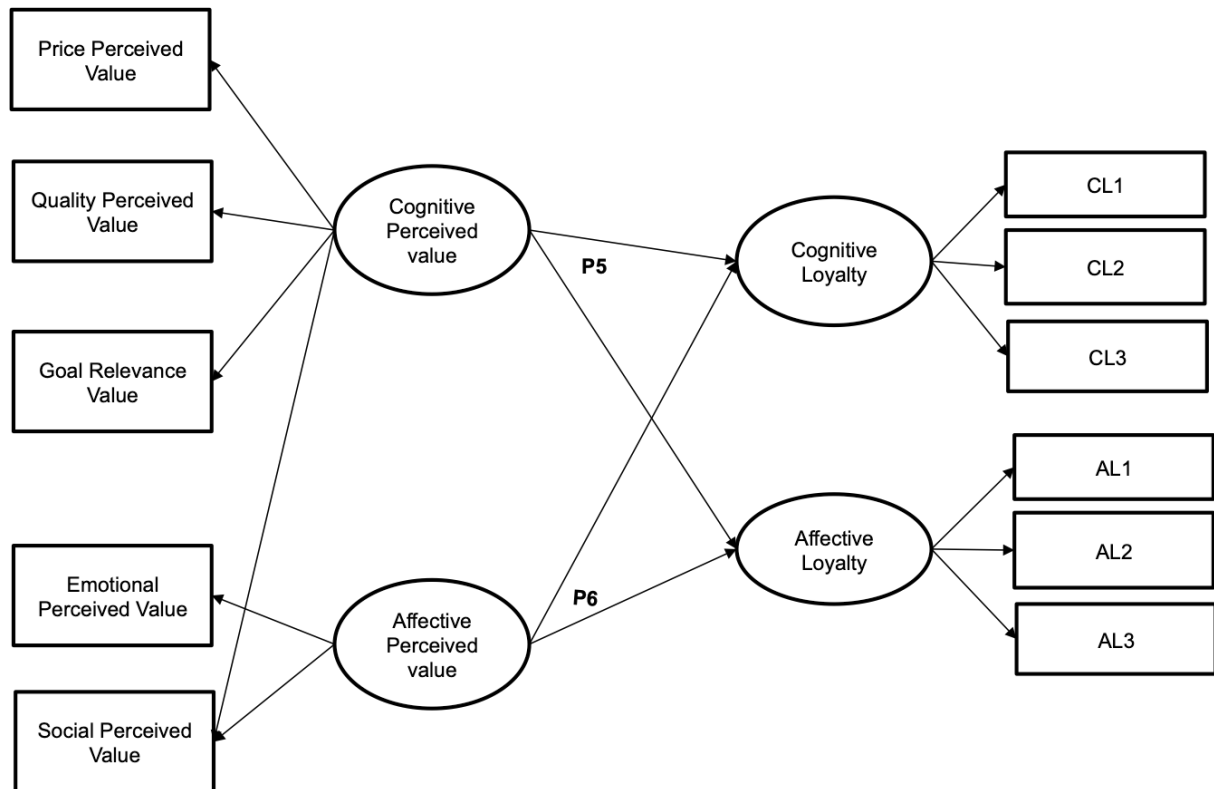 Price Perceived
Value
Quality Perceived
Value
Goal Relevance
Value
Emotional
Perceived Value
Social Perceived
Value
Cognitive
Perceived
value
Affective
Perceived
value
P5
P6
Cognitive
Loyalty
Affective
Loyalty
CL1
CL2
CL3
AL1
AL2
AL3